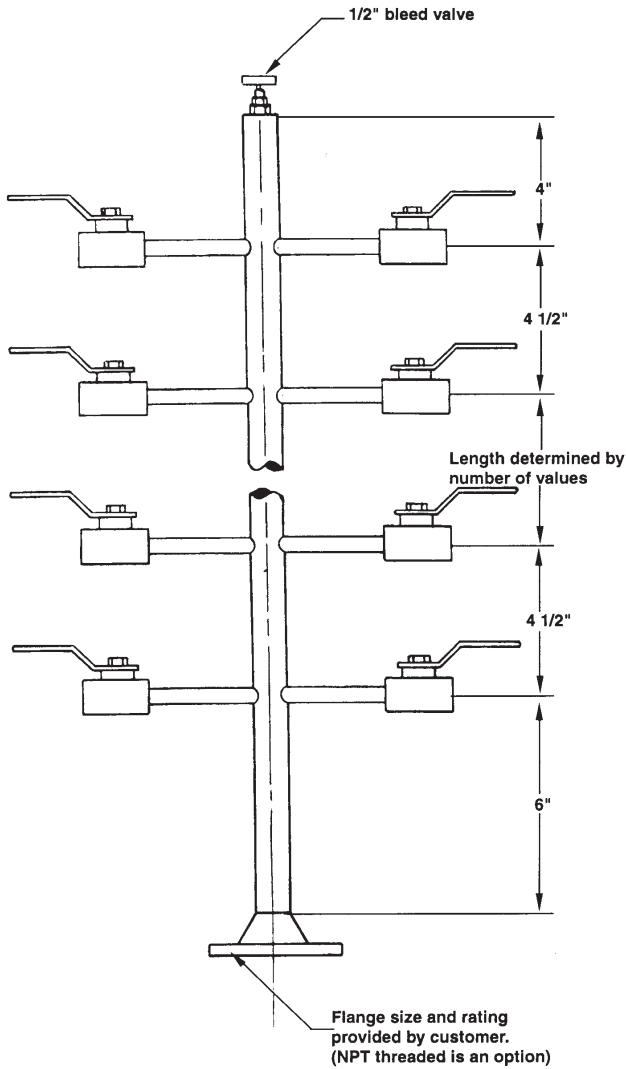 1/2" bleed valve
4"
4 1/2"
Length determined by
number of values
4 1/2"
6"
Flange size and rating
provided by customer.
(NPT threaded is an option)